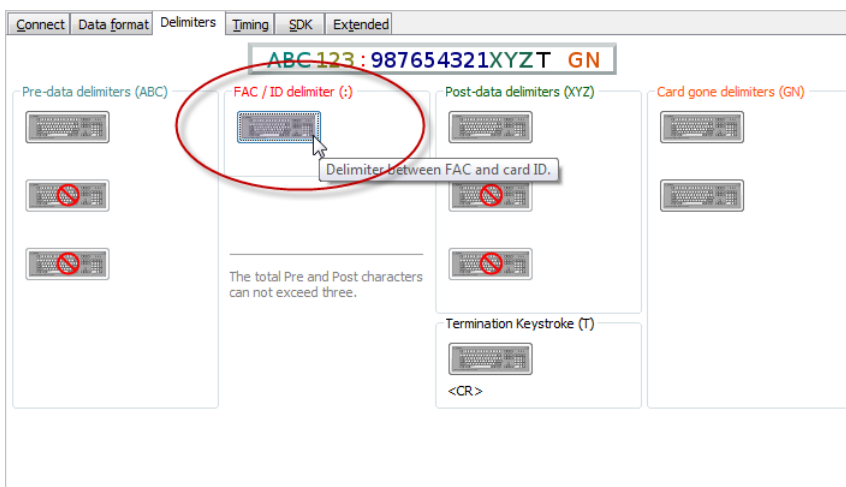 Connect Data format Delimiters Timing SDK Extended
ABC123:987654321XYZT GN
Pre-data delimiters (ABC)
FAC / ID delimiter (:)
Post-data delimiters (XYZ)
Card gone delimiters (GN)
Delimiter between FAC and card ID.
The total Pre and Post characters
can not exceed three.
Termination Keystroke (T)
<CR>